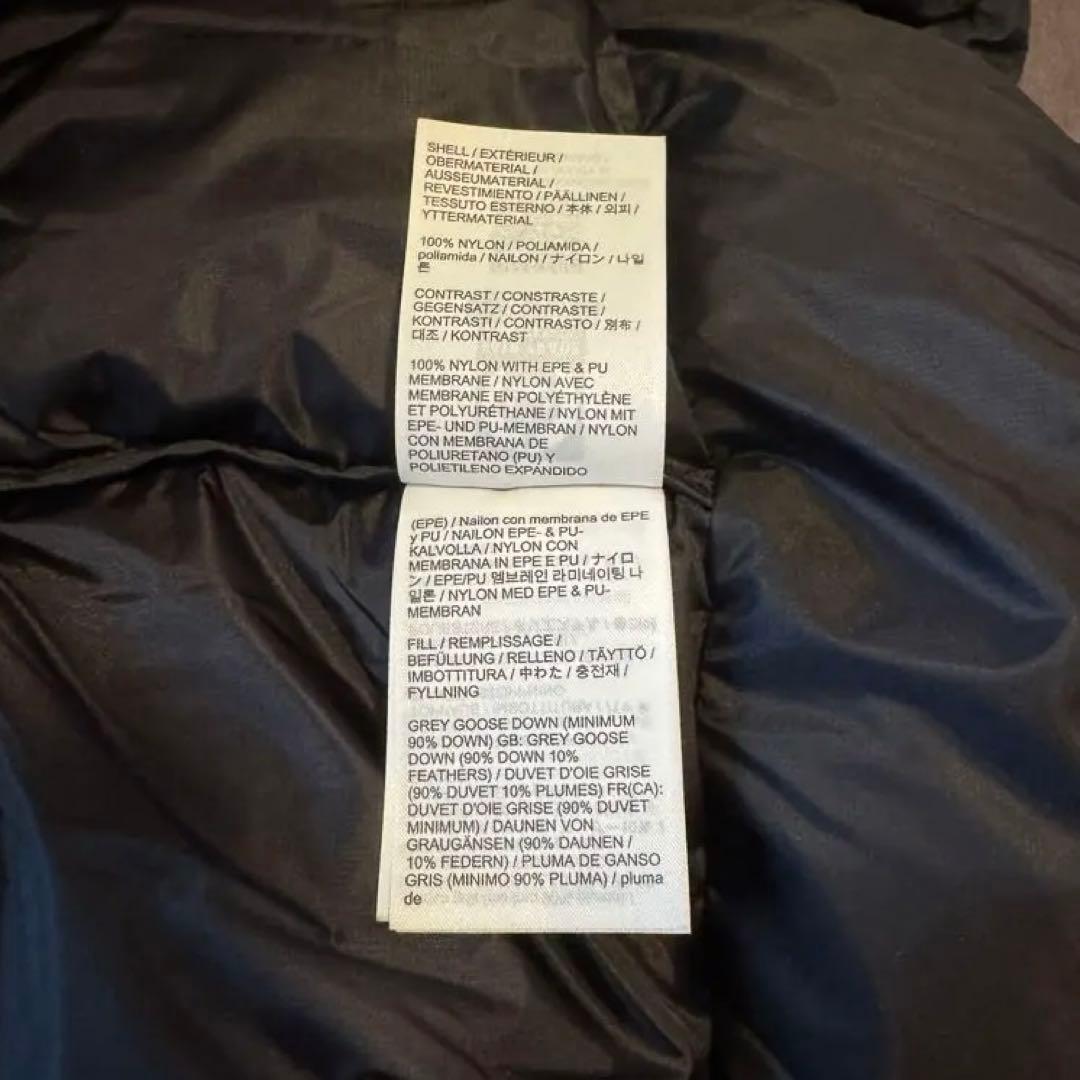 SHELL / EXTÉRIEUR /
OBERMATERIAL /
AUSSEUMATERIAL /
REVESTIMIENTO / PÄÄLLINEN /
TESSUTO ESTERNO / 本体 / 외피 /
YTTERMATERIAL
100% NYLON / POLIAMIDA /
poliamida / NAILON / ナイロン / 나일
론
CONTRAST / CONSTRASTE /
GEGENSATZ / CONTRASTE /
KONTRASTI / CONTRASTO / 別布 /
대조 / KONTRAST
100% NYLON WITH EPE & PU
MEMBRANE / NYLON AVEC
MEMBRANE EN POLYÉTHYLÈNE
ET POLYURÉTHANE / NYLON MIT
EPE- UND PU-MEMBRAN / NYLON
CON MEMBRANA DE
POLIURETANO (PU) Y
POLIETILENO EXPANDIDO
(EPE) / Nailon con membrana de EPE
y PU / NAILON EPE- & PU-
KALVOLLA / NYLON CON
MEMBRANA IN EPE E PU / ナイロ
ン / EPE/PU 멤브레인 라미네이팅 나
일론 / NYLON MED EPE & PU-
MEMBRAN
FILL / REMPLISSAGE /
BEFÜLLUNG / RELLENO / TÄYTTÖ /
IMBOTTITURA / 中わた / 충전재 /
FYLLNING
GREY GOOSE DOWN (MINIMUM
90% DOWN) GB: GREY GOOSE
DOWN (90% DOWN 10%
FEATHERS) / DUVET D'OIE GRISE
(90% DUVET 10% PLUMES) FR(CA):
DUVET D'OIE GRISE (90% DUVET
MINIMUM) / DAUNEN VON
GRAUGÄNSEN (90% DAUNEN /
10% FEDERN) / PLUMA DE GANSO
GRIS (MINIMO 90% PLUMA) / pluma
de